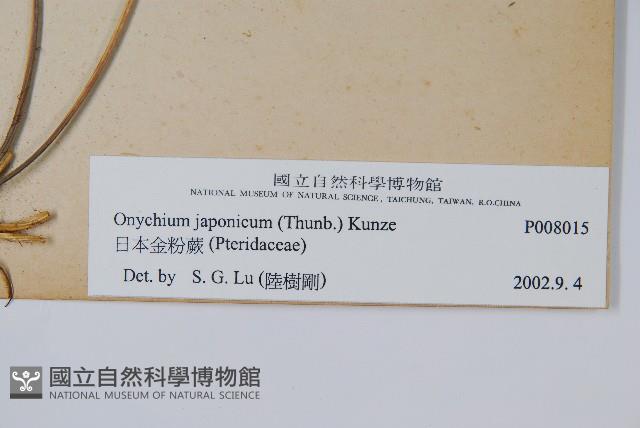 國立自然科學博物館
NATIONAL MUSEUM OF NATURAL SCIENCE, TAICHUNG, TAIWAN, R.O.CHINA
Onychium japonicum (Thunb.) Kunze P008015
日本金粉蕨 (Pteridaceae)
Det. by S. G. Lu (陸樹剛) 2002.9. 4
國立自然科學博物館
NATIONAL MUSEUM OF NATURAL SCIENCE